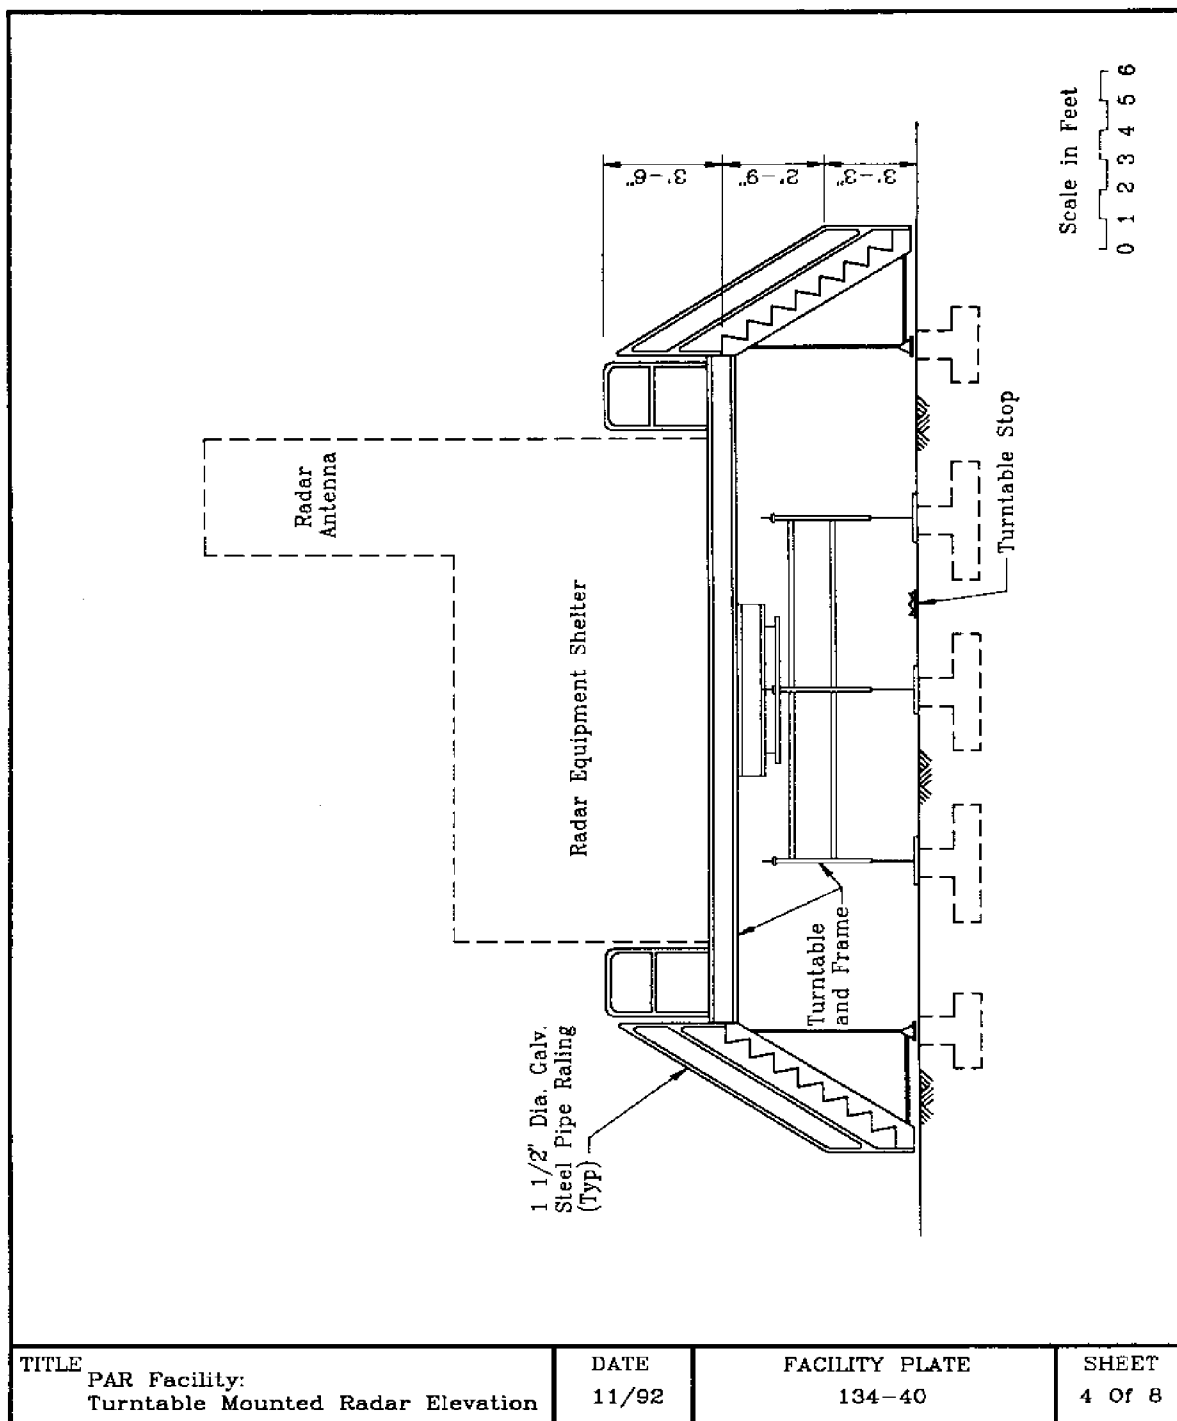 Scale in Feet
0 1 2 3 4 5 6
3'-6"
2'-9"
3'-3"
Radar
Antenna
Radar Equipment Shelter
Turntable Stop
Turntable
and Frame
1 1/2" Dia. Galv.
Steel Pipe Raling
(Typ)
TITLE
PAR Facility:
Turntable Mounted Radar Elevation
DATE
11/92
FACILITY PLATE
134-40
SHEET
4 Of 8